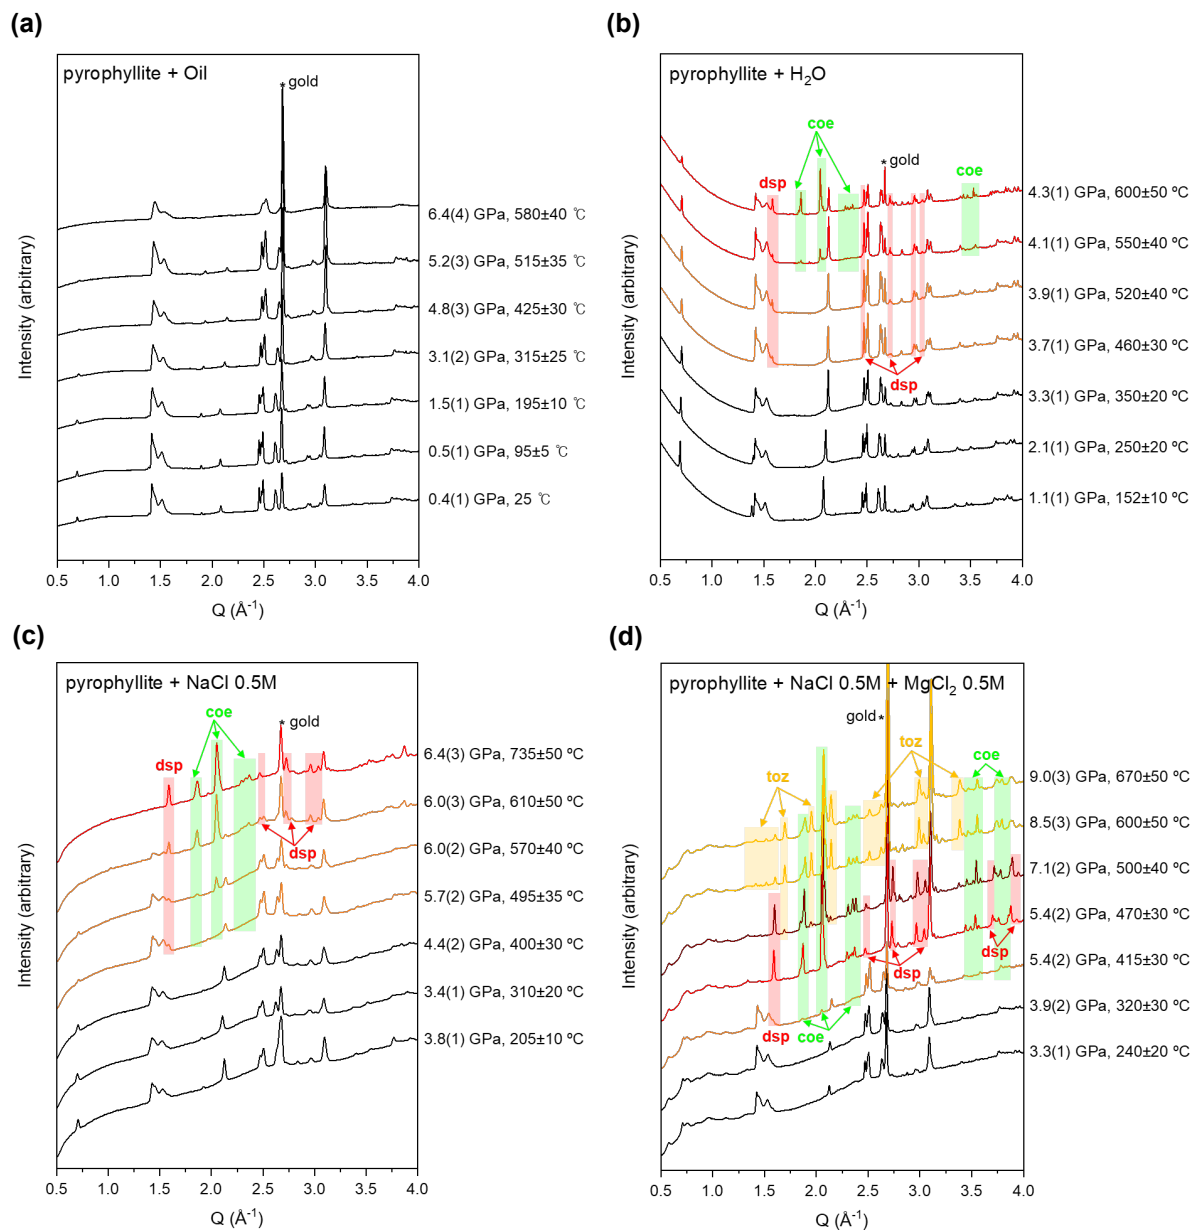 (a)
pyrophyllite + Oil
* gold
6.4(4) GPa, 580±40 ℃
5.2(3) GPa, 515±35 ℃
4.8(3) GPa, 425±30 ℃
3.1(2) GPa, 315±25 ℃
1.5(1) GPa, 195±10 ℃
0.5(1) GPa, 95±5 ℃
0.4(1) GPa, 25 ℃
Intensity (arbitrary)
0.5 1.0 1.5 2.0 2.5 3.0 3.5 4.0
Q (Å⁻¹)
(b)
pyrophyllite + H₂O
coe
* gold
dsp
coe
dsp
4.3(1) GPa, 600±50 ºC
4.1(1) GPa, 550±40 ºC
3.9(1) GPa, 520±40 ºC
3.7(1) GPa, 460±30 ºC
3.3(1) GPa, 350±20 ºC
2.1(1) GPa, 250±20 ºC
1.1(1) GPa, 152±10 ºC
Intensity (arbitrary)
0.5 1.0 1.5 2.0 2.5 3.0 3.5 4.0
Q (Å⁻¹)
(c)
pyrophyllite + NaCl 0.5M
coe
* gold
dsp
dsp
6.4(3) GPa, 735±50 ºC
6.0(3) GPa, 610±50 ºC
6.0(2) GPa, 570±40 ºC
5.7(2) GPa, 495±35 ºC
4.4(2) GPa, 400±30 ºC
3.4(1) GPa, 310±20 ºC
3.8(1) GPa, 205±10 ºC
Intensity (arbitrary)
0.5 1.0 1.5 2.0 2.5 3.0 3.5 4.0
Q (Å⁻¹)
(d)
pyrophyllite + NaCl 0.5M + MgCl₂ 0.5M
gold *
toz
toz
coe
dsp
dsp
dsp
coe
9.0(3) GPa, 670±50 ºC
8.5(3) GPa, 600±50 ºC
7.1(2) GPa, 500±40 ºC
5.4(2) GPa, 470±30 ºC
5.4(2) GPa, 415±30 ºC
3.9(2) GPa, 320±30 ºC
3.3(1) GPa, 240±20 ºC
Intensity (arbitrary)
0.5 1.0 1.5 2.0 2.5 3.0 3.5 4.0
Q (Å⁻¹)